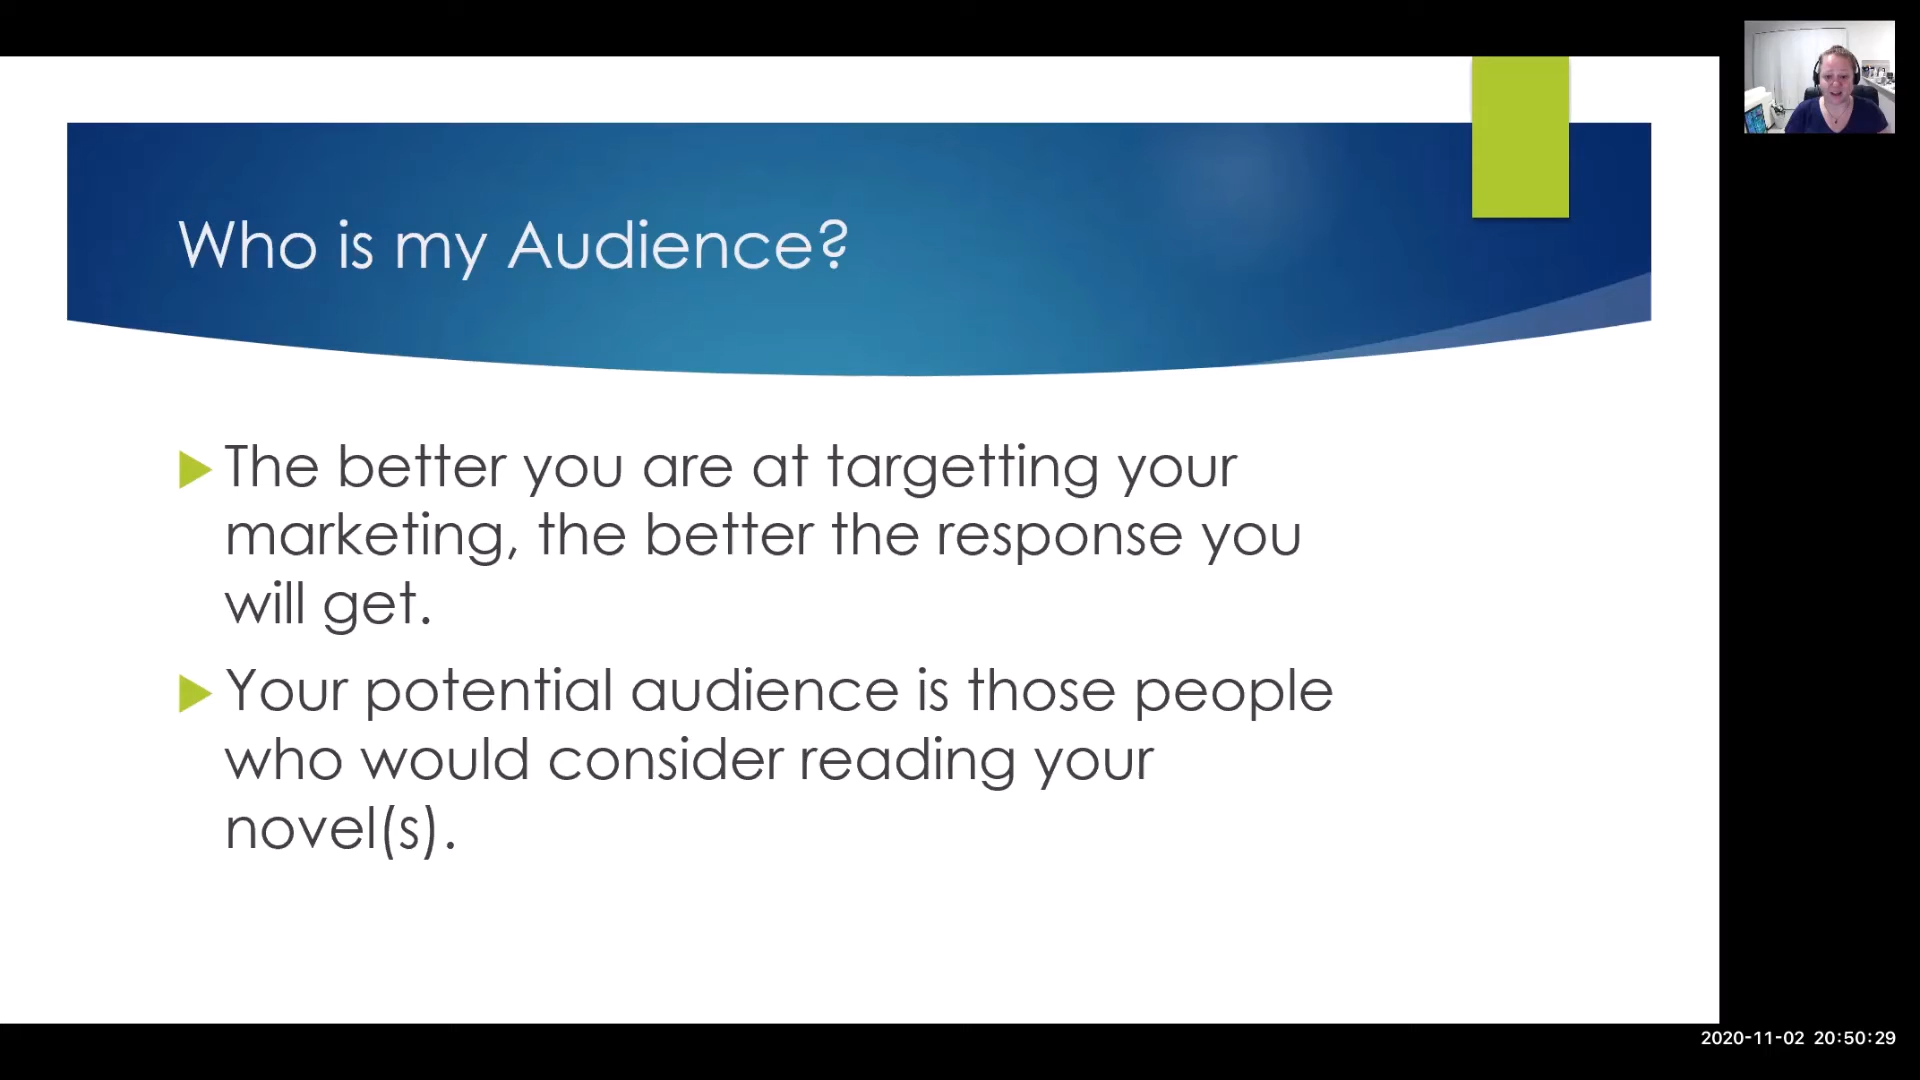 Who is my Audience?
The better you are at targetting your
marketing, the better the response you
will get.
Your potential audience is those people
who would consider reading your
novel(s).
2020-11-02 20:50:29